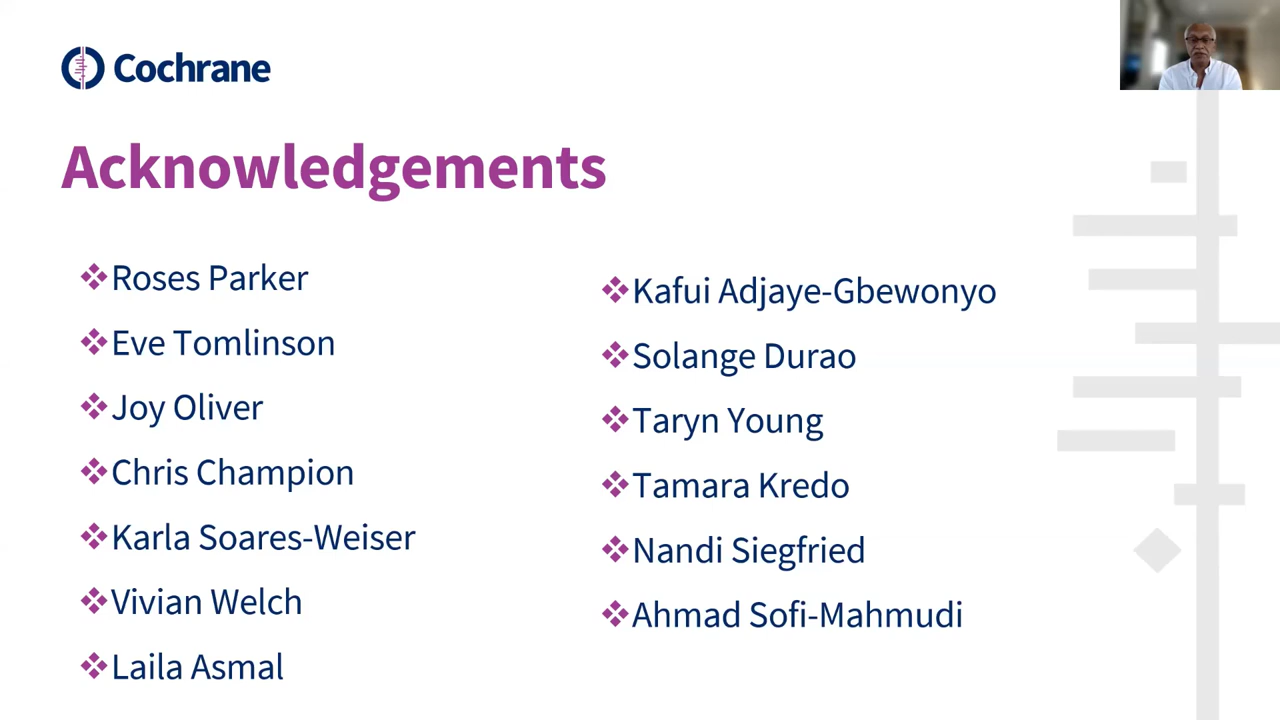 Cochrane
Acknowledgements
❖Roses Parker
❖Eve Tomlinson
❖Joy Oliver
❖Chris Champion
❖Karla Soares-Weiser
❖Vivian Welch
❖Laila Asmal
❖Kafui Adjaye-Gbewonyo
❖Solange Durao
❖Taryn Young
❖Tamara Kredo
❖Nandi Siegfried
❖Ahmad Sofi-Mahmudi